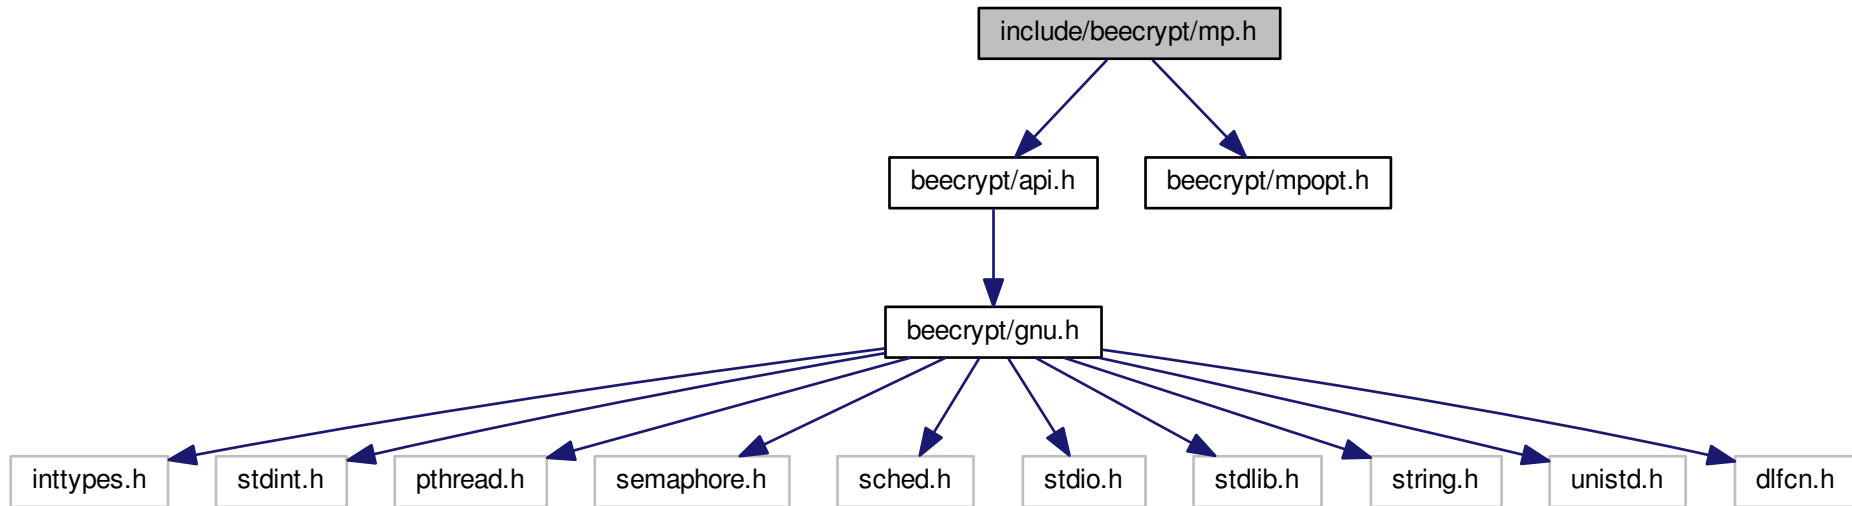 include/beecrypt/mp.h
beecrypt/api.h
beecrypt/mpopt.h
beecrypt/gnu.h
inttypes.h
stdint.h
pthread.h
semaphore.h
sched.h
stdio.h
stdlib.h
string.h
unistd.h
dlfcn.h